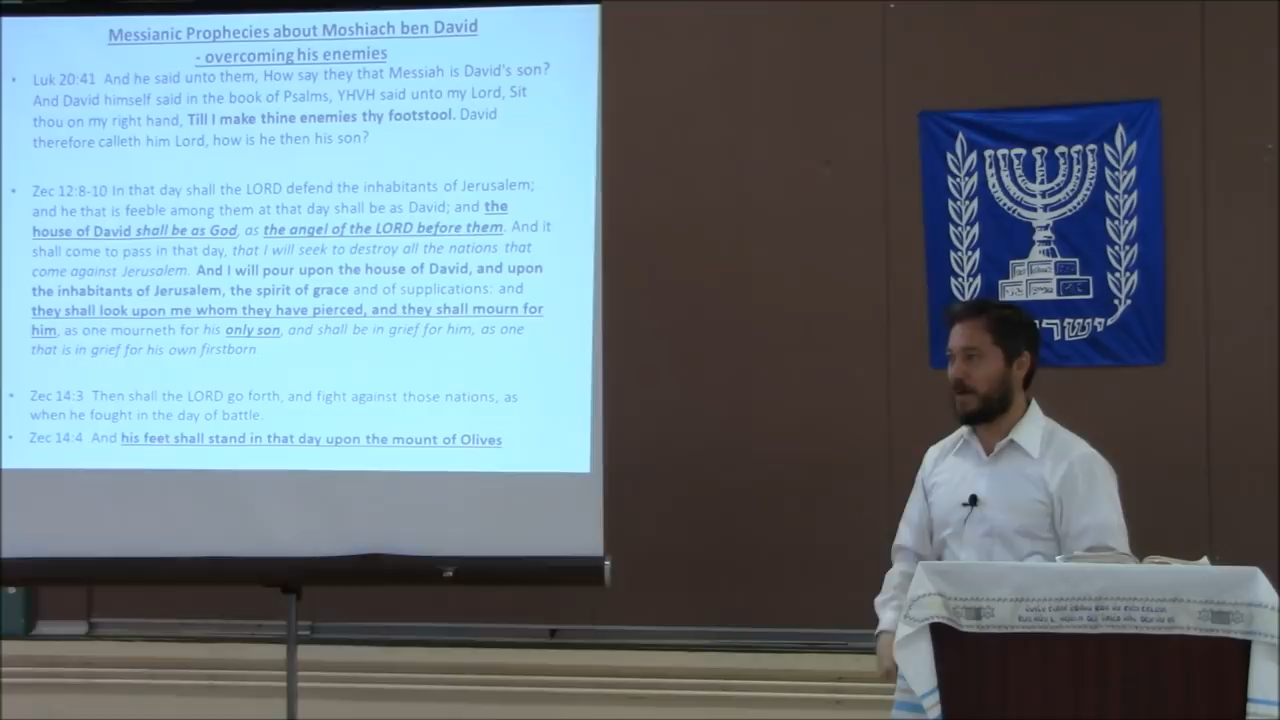 Messianic Prophecies about Moshiach ben David
- overcoming his enemies
• Luk 20:41 And he said unto them, How say they that Messiah is David's son?
And David himself said in the book of Psalms, YHVH said unto my Lord, Sit
thou on my right hand, Till I make thine enemies thy footstool. David
therefore calleth him Lord, how is he then his son?
• Zec 12:8-10 In that day shall the LORD defend the inhabitants of Jerusalem;
and he that is feeble among them at that day shall be as David; and the
house of David shall be as God, as the angel of the LORD before them. And it
shall come to pass in that day, that I will seek to destroy all the nations that
come against Jerusalem. And I will pour upon the house of David, and upon
the inhabitants of Jerusalem, the spirit of grace and of supplications: and
they shall look upon me whom they have pierced, and they shall mourn for
him, as one mourneth for his only son, and shall be in grief for him, as one
that is in grief for his own firstborn
• Zec 14:3 Then shall the LORD go forth, and fight against those nations, as
when he fought in the day of battle.
• Zec 14:4 And his feet shall stand in that day upon the mount of Olives